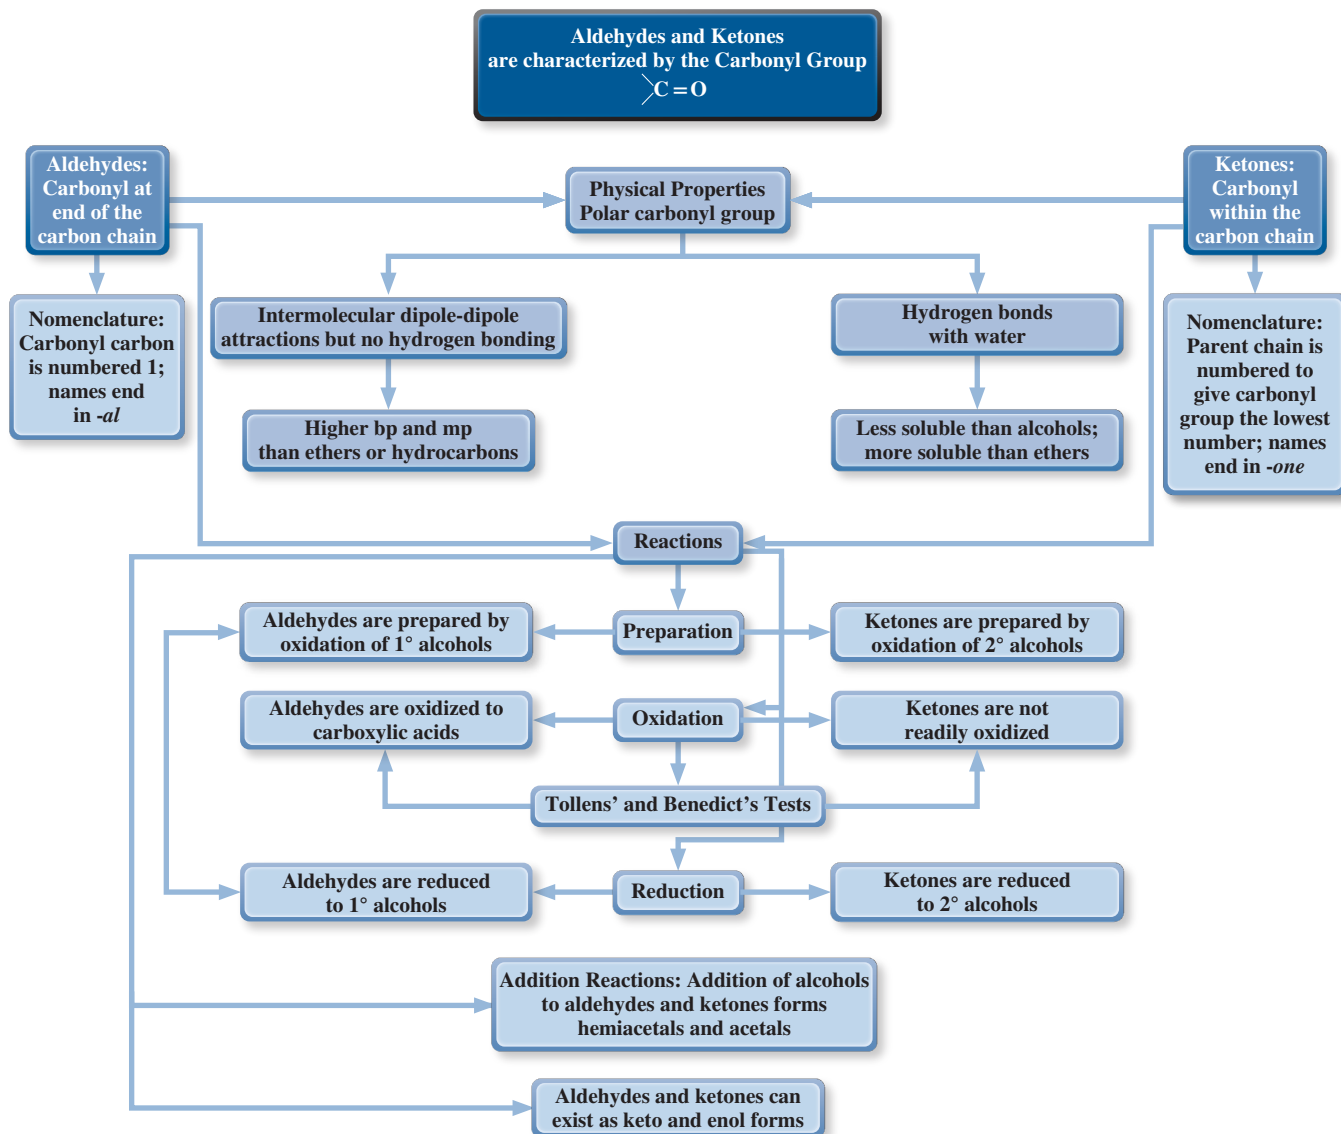 Aldehydes and Ketones
are characterized by the Carbonyl Group
C=O
Aldehydes:
Carbonyl at
end of the
carbon chain
Physical Properties
Polar carbonyl group
Ketones:
Carbonyl
within the
carbon chain
Nomenclature:
Carbonyl carbon
is numbered 1;
names end
in -al
Intermolecular dipole-dipole
attractions but no hydrogen bonding
Hydrogen bonds
with water
Nomenclature:
Parent chain is
numbered to
give carbonyl
group the lowest
number; names
end in -one
Higher bp and mp
than ethers or hydrocarbons
Less soluble than alcohols;
more soluble than ethers
Reactions
Aldehydes are prepared by
oxidation of 1° alcohols
Preparation
Ketones are prepared by
oxidation of 2° alcohols
Aldehydes are oxidized to
carboxylic acids
Oxidation
Ketones are not
readily oxidized
Tollens’ and Benedict’s Tests
Aldehydes are reduced
to 1° alcohols
Reduction
Ketones are reduced
to 2° alcohols
Addition Reactions: Addition of alcohols
to aldehydes and ketones forms
hemiacetals and acetals
Aldehydes and ketones can
exist as keto and enol forms